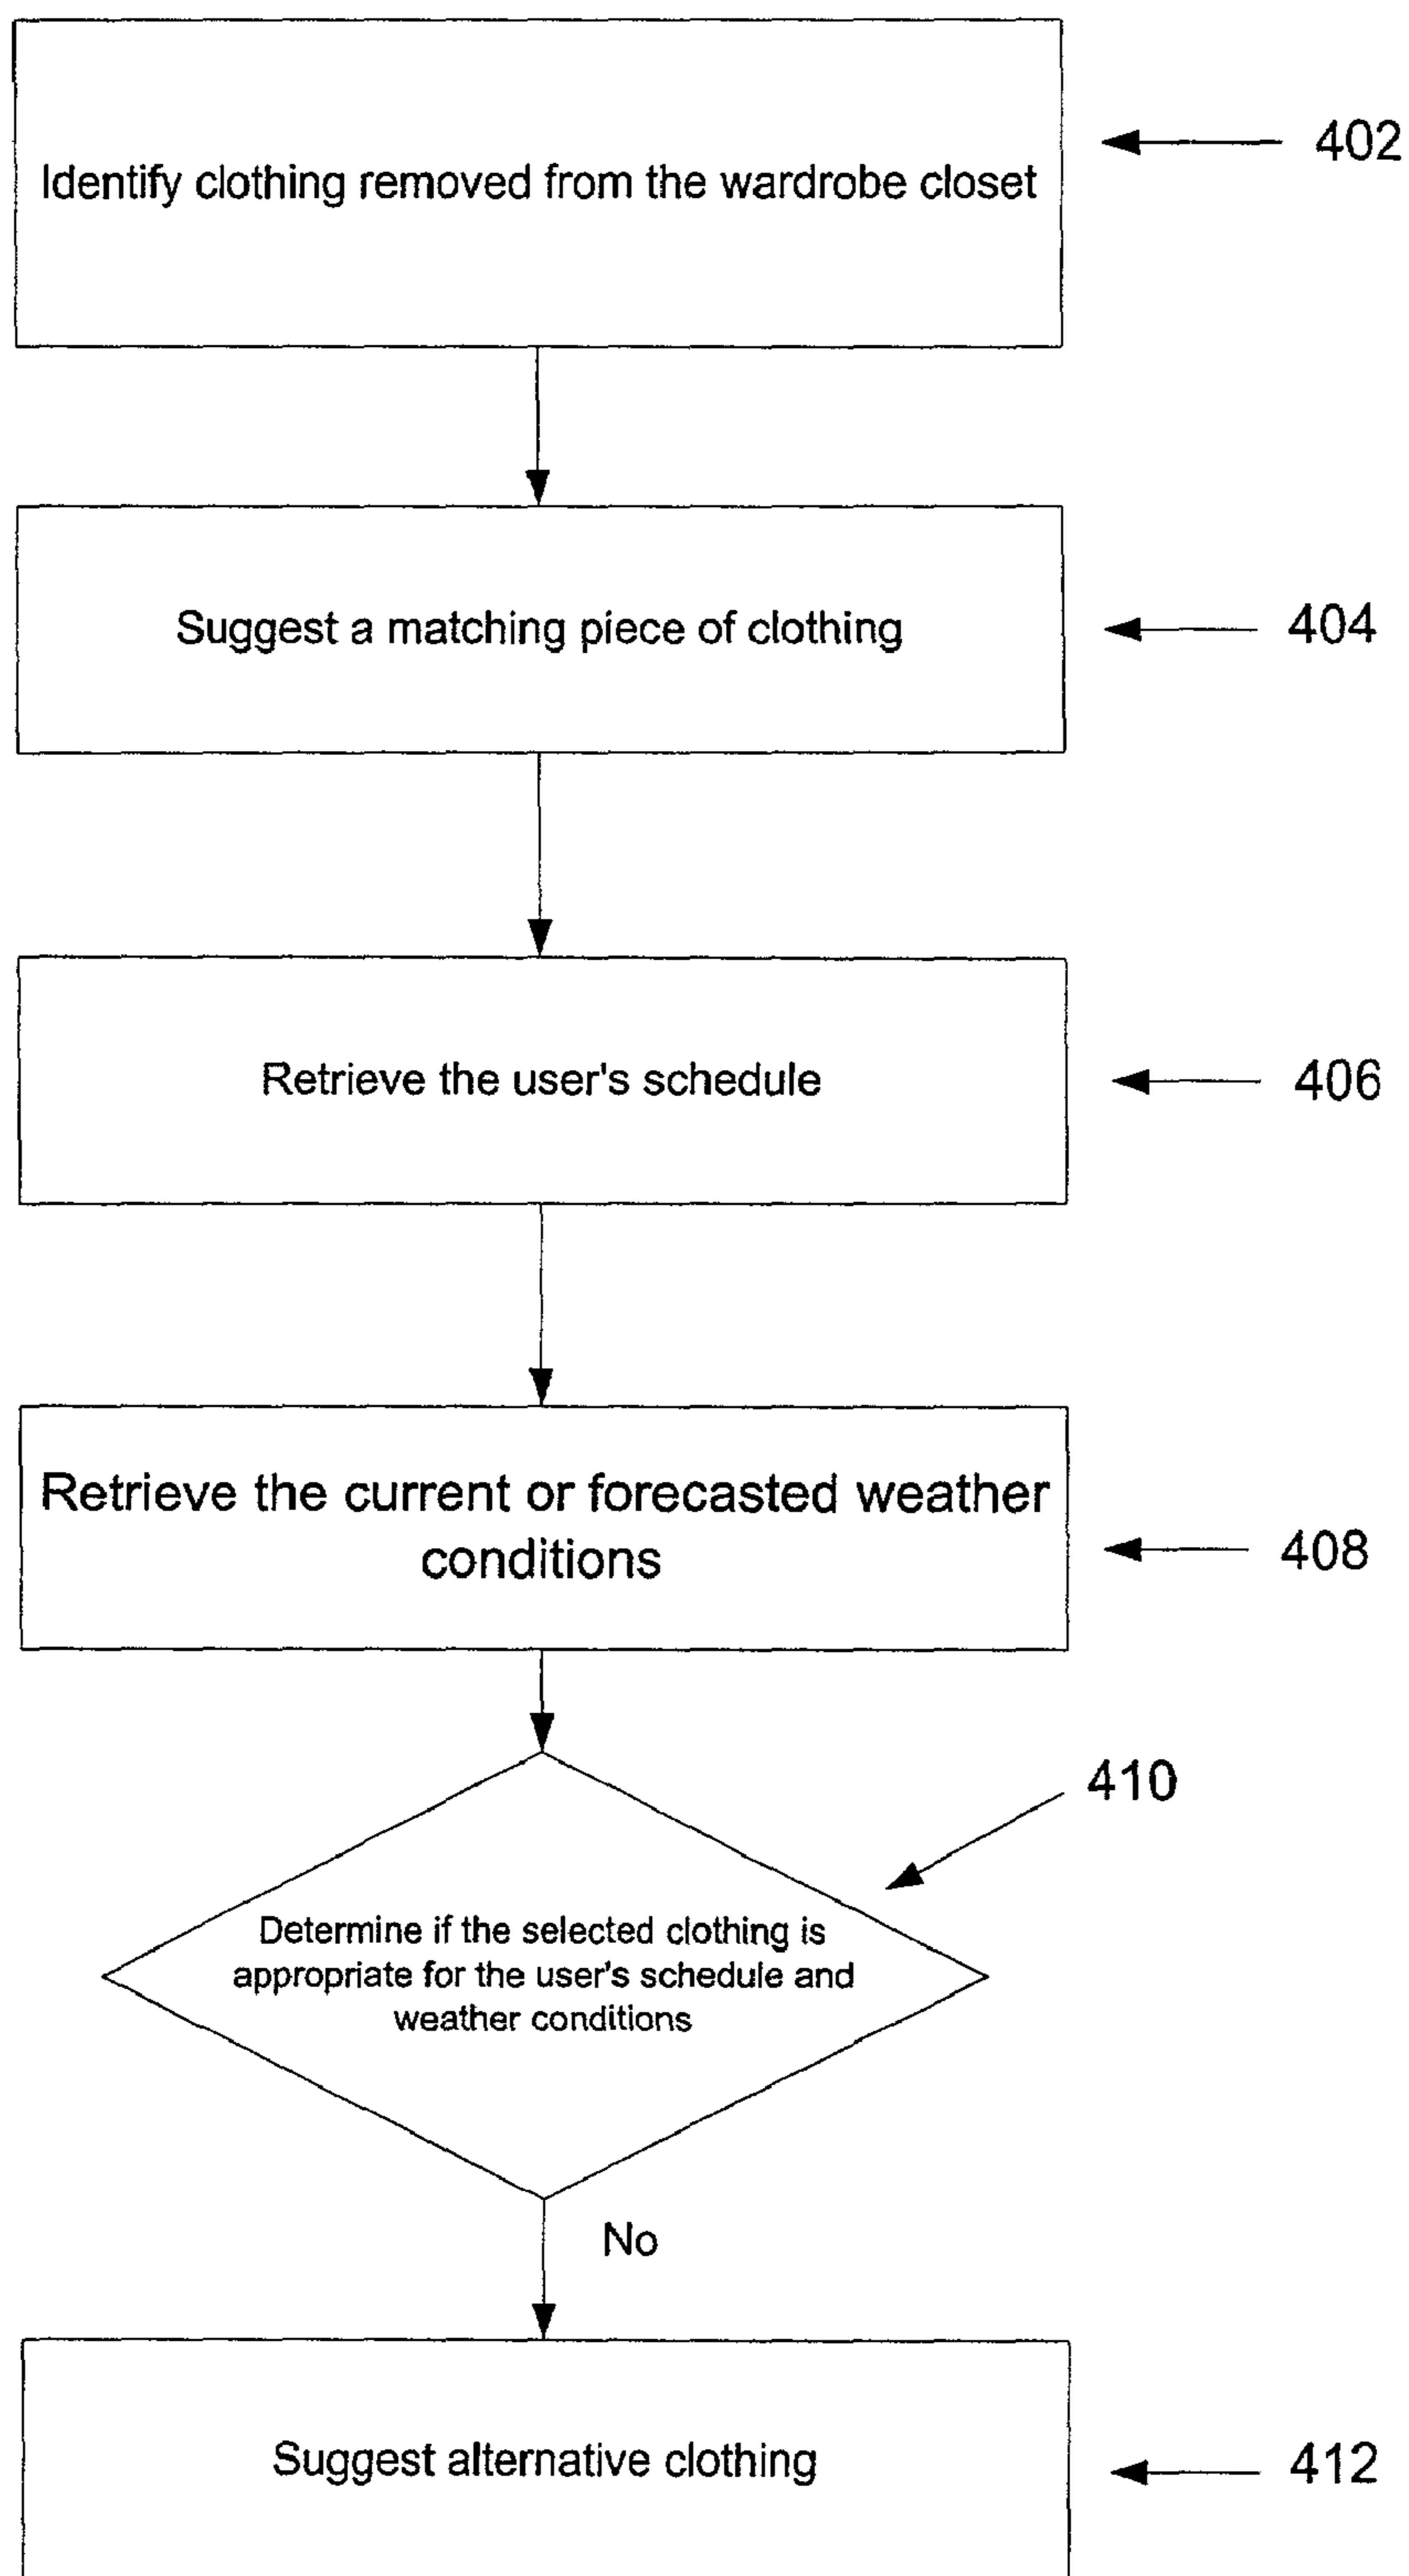 Identify clothing removed from the wardrobe closet
402
Suggest a matching piece of clothing
404
Retrieve the user's schedule
406
Retrieve the current or forecasted weather
conditions
408
410
Determine if the selected clothing is
appropriate for the user's schedule and
weather conditions
No
Suggest alternative clothing
412